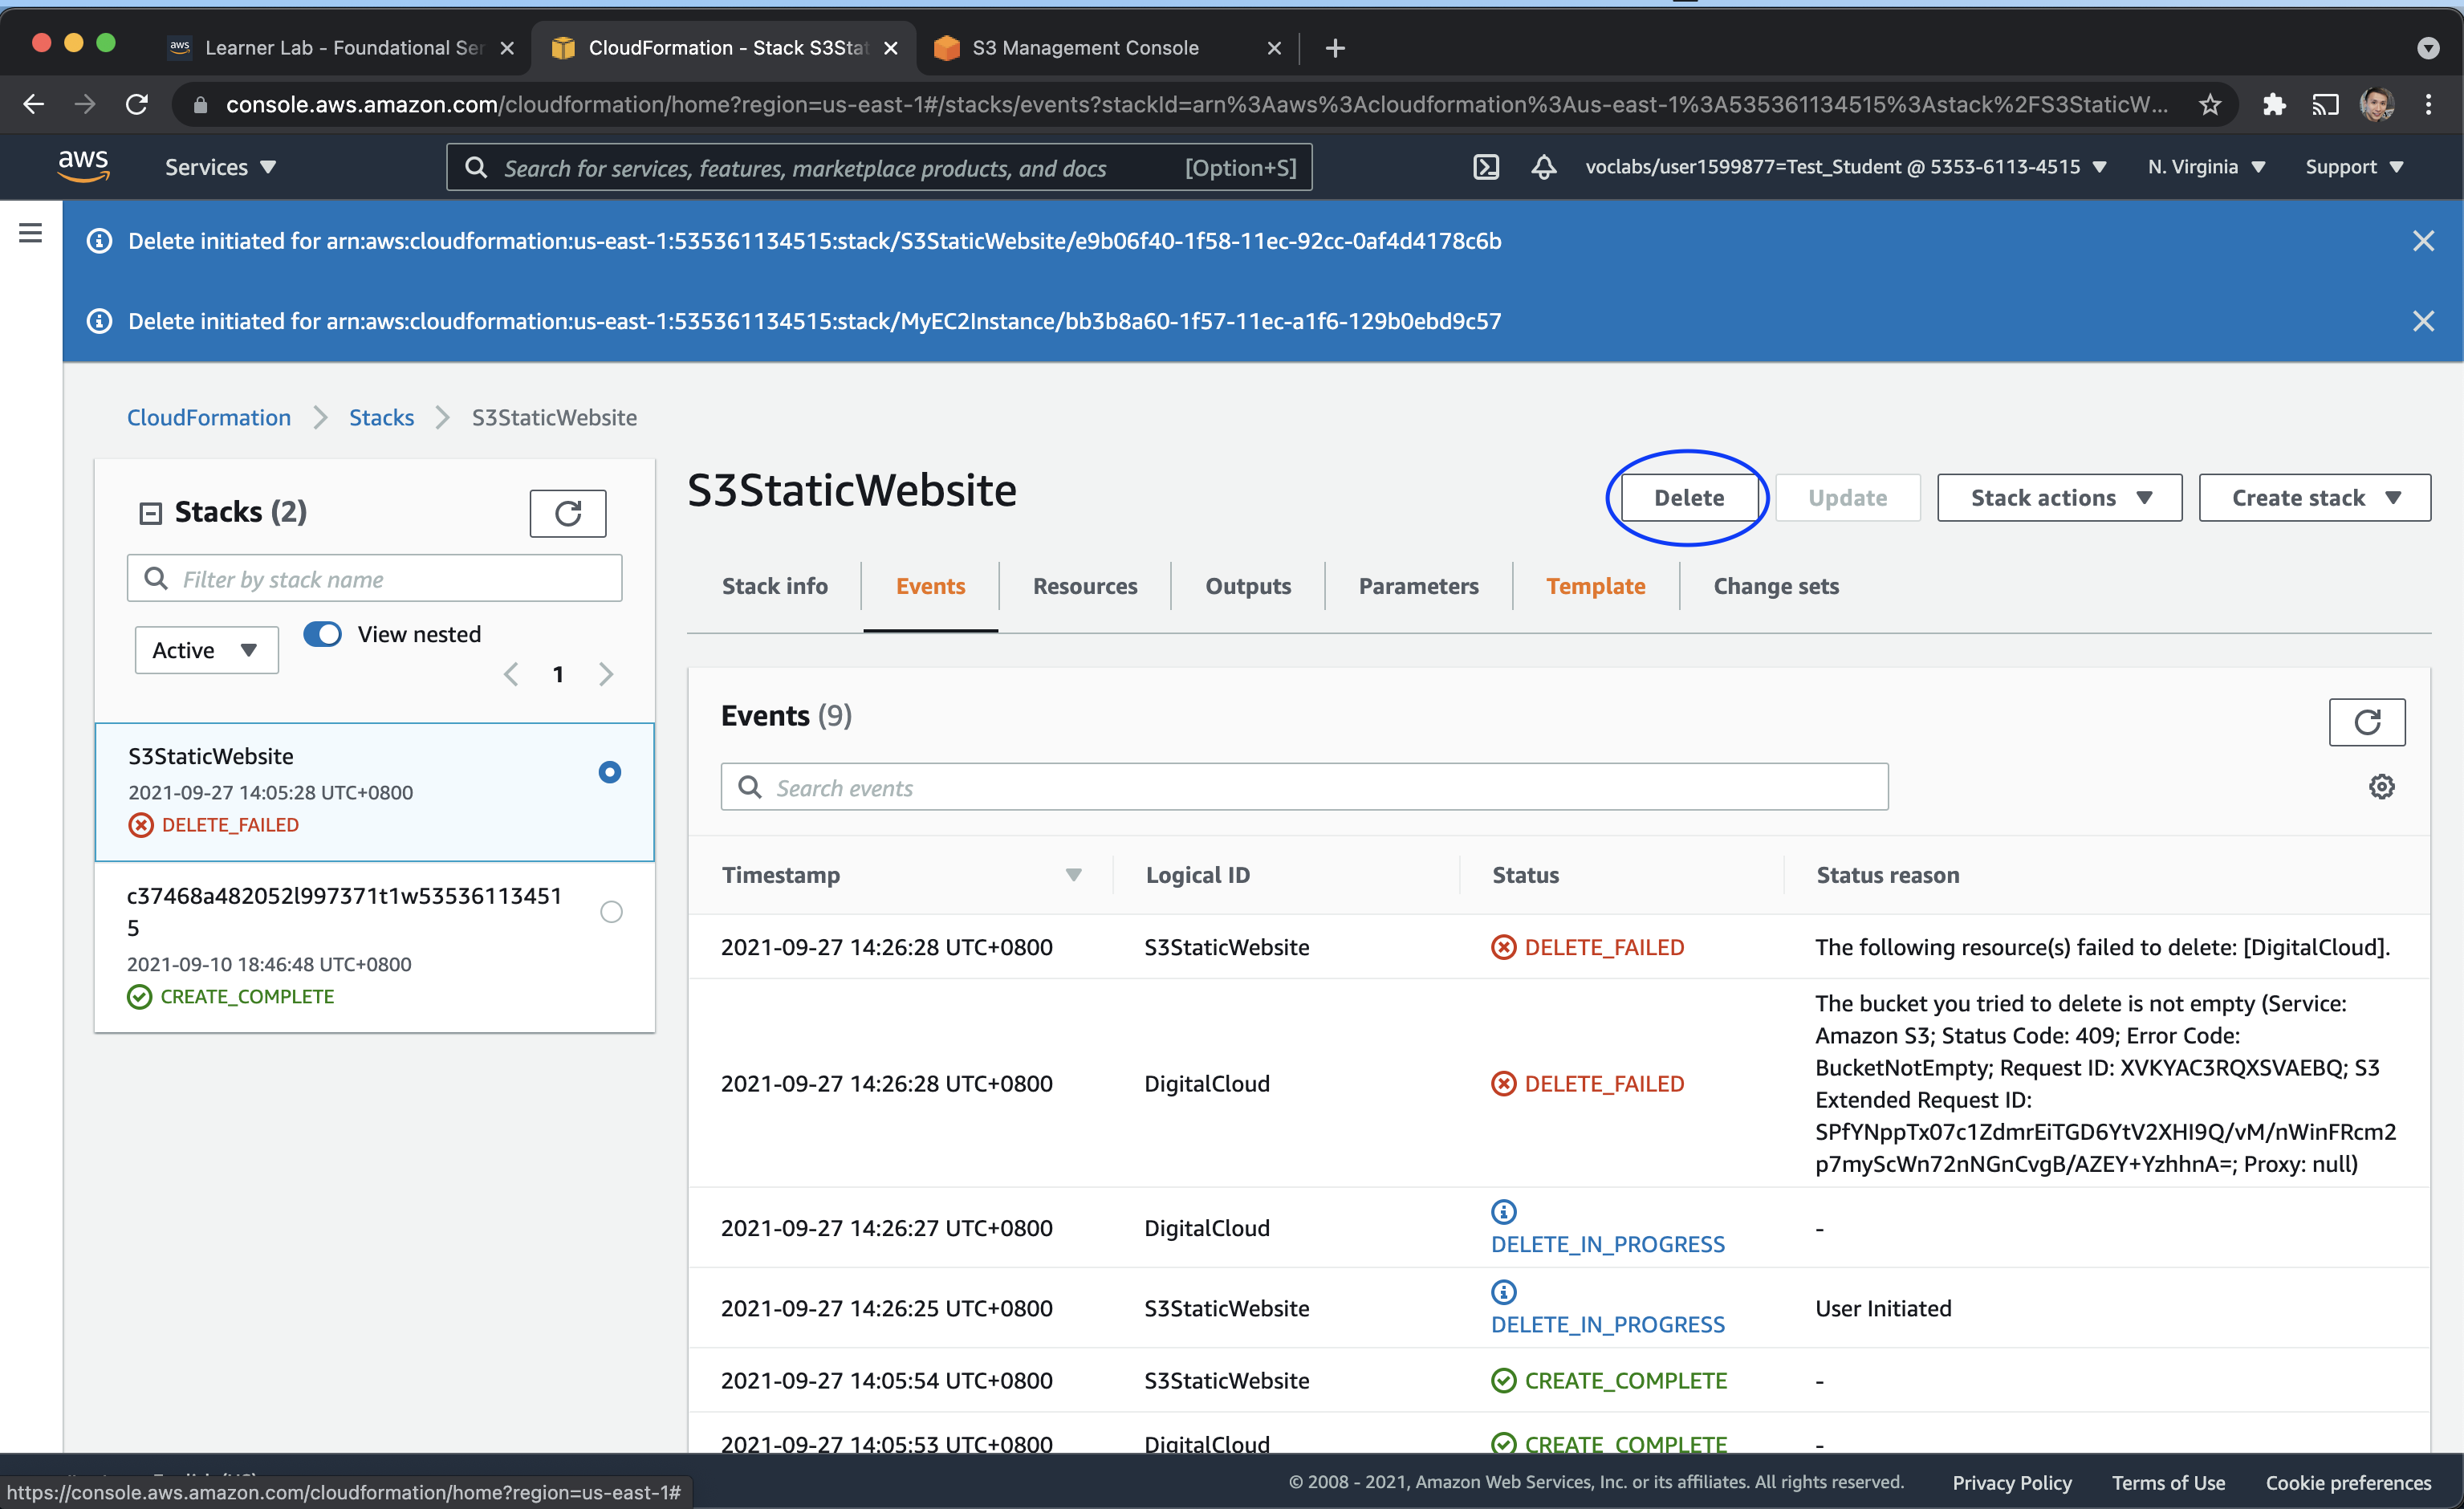 aws Learner Lab - Foundational Ser
CloudFormation - Stack S3Stat
S3 Management Console
console.aws.amazon.com/cloudformation/home?region=us-east-1#/stacks/events?stackId=arn%3Aaws%3Acloudformation%3Aus-east-1%3A535361134515%3Astack%2FS3StaticW...
aws Services Search for services, features, marketplace products, and docs [Option+S] voclabs/user1599877=Test_Student @ 5353-6113-4515 N. Virginia Support
Delete initiated for arn:aws:cloudformation:us-east-1:535361134515:stack/S3StaticWebsite/e9b06f40-1f58-11ec-92cc-0af4d4178c6b
Delete initiated for arn:aws:cloudformation:us-east-1:535361134515:stack/MyEC2Instance/bb3b8a60-1f57-11ec-a1f6-129b0ebd9c57
CloudFormation Stacks S3StaticWebsite
Stacks (2)
Filter by stack name
Active View nested
1
S3StaticWebsite
2021-09-27 14:05:28 UTC+0800
DELETE_FAILED
c37468a482052l997371t1w53536113451
5
2021-09-10 18:46:48 UTC+0800
CREATE_COMPLETE
S3StaticWebsite
Delete Update Stack actions Create stack
Stack info Events Resources Outputs Parameters Template Change sets
Events (9)
Search events
Timestamp Logical ID Status Status reason
2021-09-27 14:26:28 UTC+0800 S3StaticWebsite DELETE_FAILED The following resource(s) failed to delete: [DigitalCloud].
2021-09-27 14:26:28 UTC+0800 DigitalCloud DELETE_FAILED
The bucket you tried to delete is not empty (Service:
Amazon S3; Status Code: 409; Error Code:
BucketNotEmpty; Request ID: XVKYAC3RQXSVAEBQ; S3
Extended Request ID:
SPfYNppTx07c1ZdmrEiTGD6YtV2XHI9Q/vM/nWinFRcm2
p7myScWn72nNGnCvgB/AZEY+YzhhnA=; Proxy: null)
2021-09-27 14:26:27 UTC+0800 DigitalCloud DELETE_IN_PROGRESS -
2021-09-27 14:26:25 UTC+0800 S3StaticWebsite DELETE_IN_PROGRESS User Initiated
2021-09-27 14:05:54 UTC+0800 S3StaticWebsite CREATE_COMPLETE -
2021-09-27 14:05:53 UTC+0800 DigitalCloud CREATE COMPLETE -
https://console.aws.amazon.com/cloudformation/home?region=us-east-1#
© 2008 - 2021, Amazon Web Services, Inc. or its affiliates. All rights reserved. Privacy Policy Terms of Use Cookie preferences